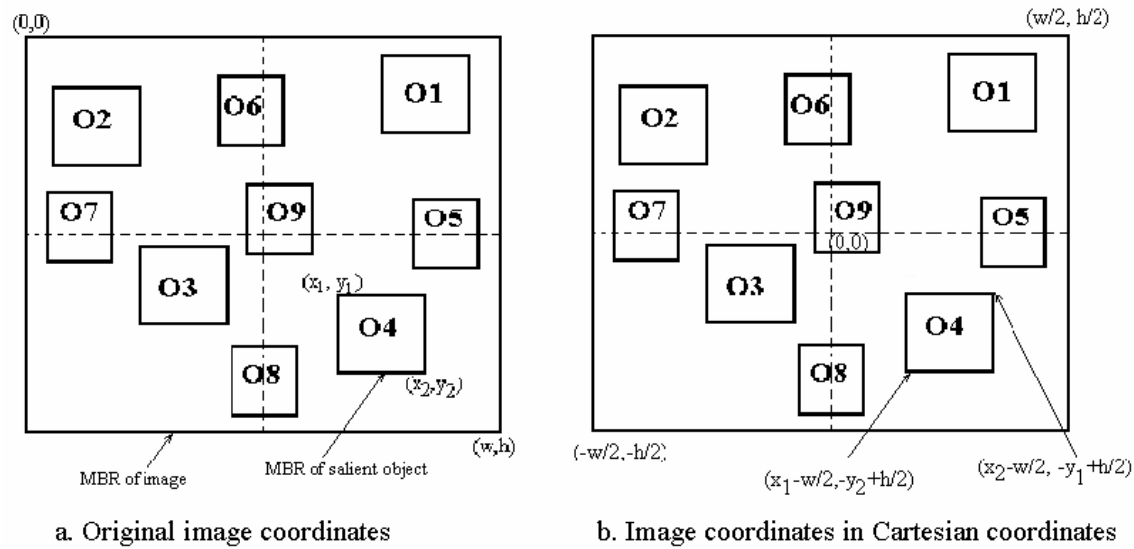 (0,0)
O1
O2
O6
O7
O9
O5
(x₁, y₁)
O3
O4
O8
(x₂,y₂)
(w,h)
MBR of image
MBR of salient object
a. Original image coordinates
(w/2, h/2)
O1
O2
O6
O7
O9
O5
(0,0)
O3
O4
O8
(-w/2,-h/2)
(x₁-w/2,-y₂+h/2)
(x₂-w/2, -y₁+h/2)
b. Image coordinates in Cartesian coordinates